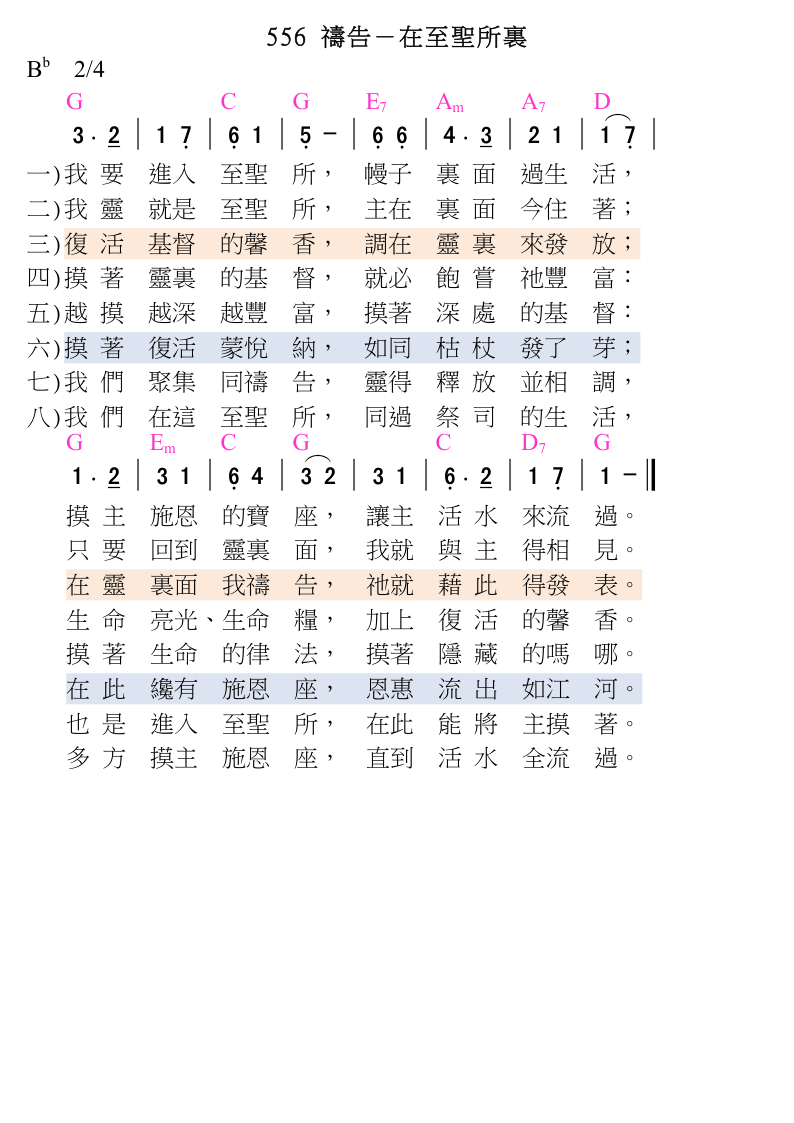 556 禱告－在至聖所裏
Bb 2/4
G C G E7 Am A7 D
3 . 2 | 1 7 | 6 1 | 5 - | 6 6 | 4 . 3 | 2 1 | 1 7 |
一)我 要 進入 至聖 所， 幔子 裏 面 過生 活，
二)我 靈 就是 至聖 所， 主在 裏 面 今住 著；
三)復 活 基督 的馨 香，調在 靈 裏 來發 放；
四)摸 著 靈裏 的基 督，就必 飽 嘗 祂豐 富：
五)越 摸 越深 越豐 富，摸著 深 處 的基 督：
六)摸 著 復活 蒙悅 納，如同 枯 杖 發了 芽；
七)我 們 聚集 同禱 告，靈得 釋 放 並相 調，
八)我 們 在這 至聖 所，同過 祭 司 的生 活，
G Em C G C D7 G
1 . 2 | 3 1 | 6 4 | 3 2 | 3 1 | 6 . 2 | 1 7 | 1 - ‖
摸 主 施恩 的寶 座，讓主 活 水 來流 過。
只 要 回到 靈裏 面，我就 與 主 得相 見。
在 靈 裏面 我禱 告，祂就 藉 此 得發 表。
生 命 亮光、生命 糧，加上 復 活 的馨 香。
摸 著 生命 的律 法，摸著 隱 藏 的嗎 哪。
在 此 纔有 施恩 座，恩惠 流 出 如江 河。
也 是 進入 至聖 所，在此 能 將 主摸 著。
多 方 摸主 施恩 座，直到 活 水 全流 過。